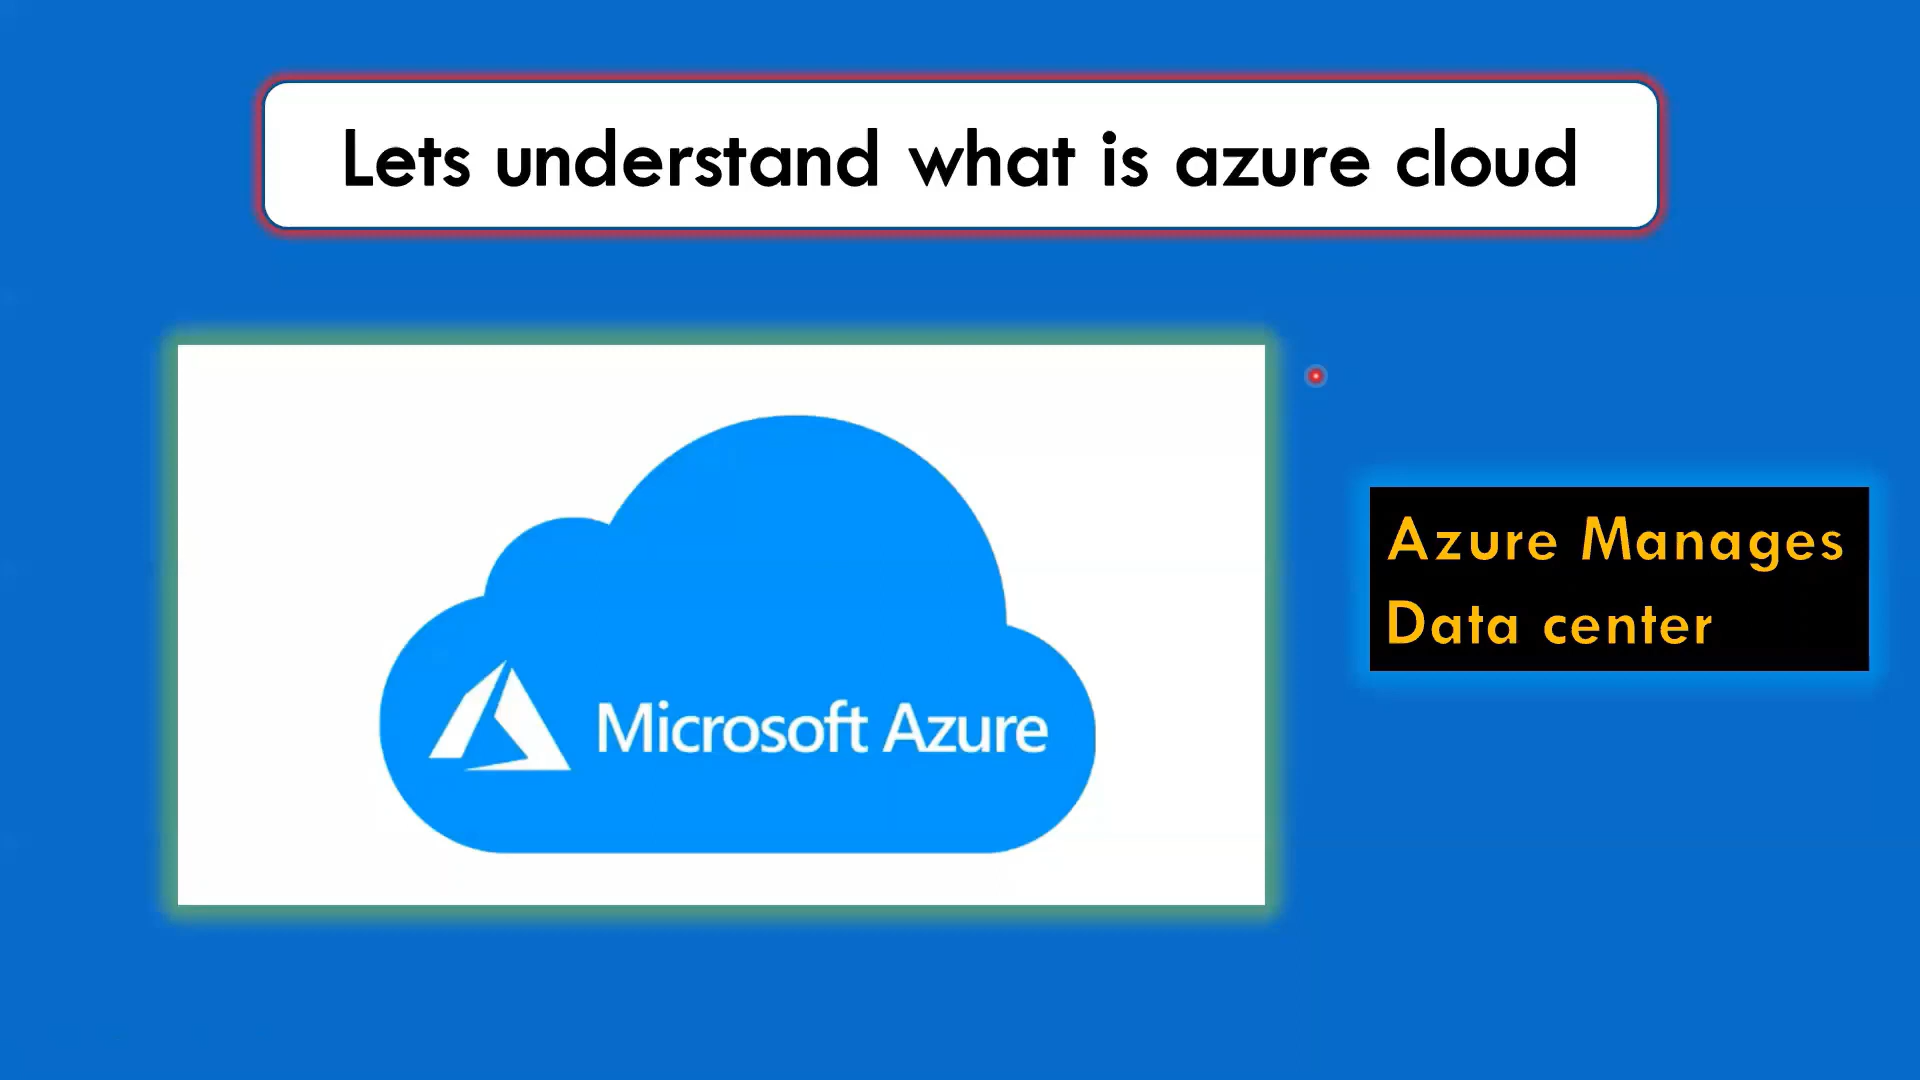 Lets understand what is azure cloud
Microsoft Azure
Azure Manages
Data center